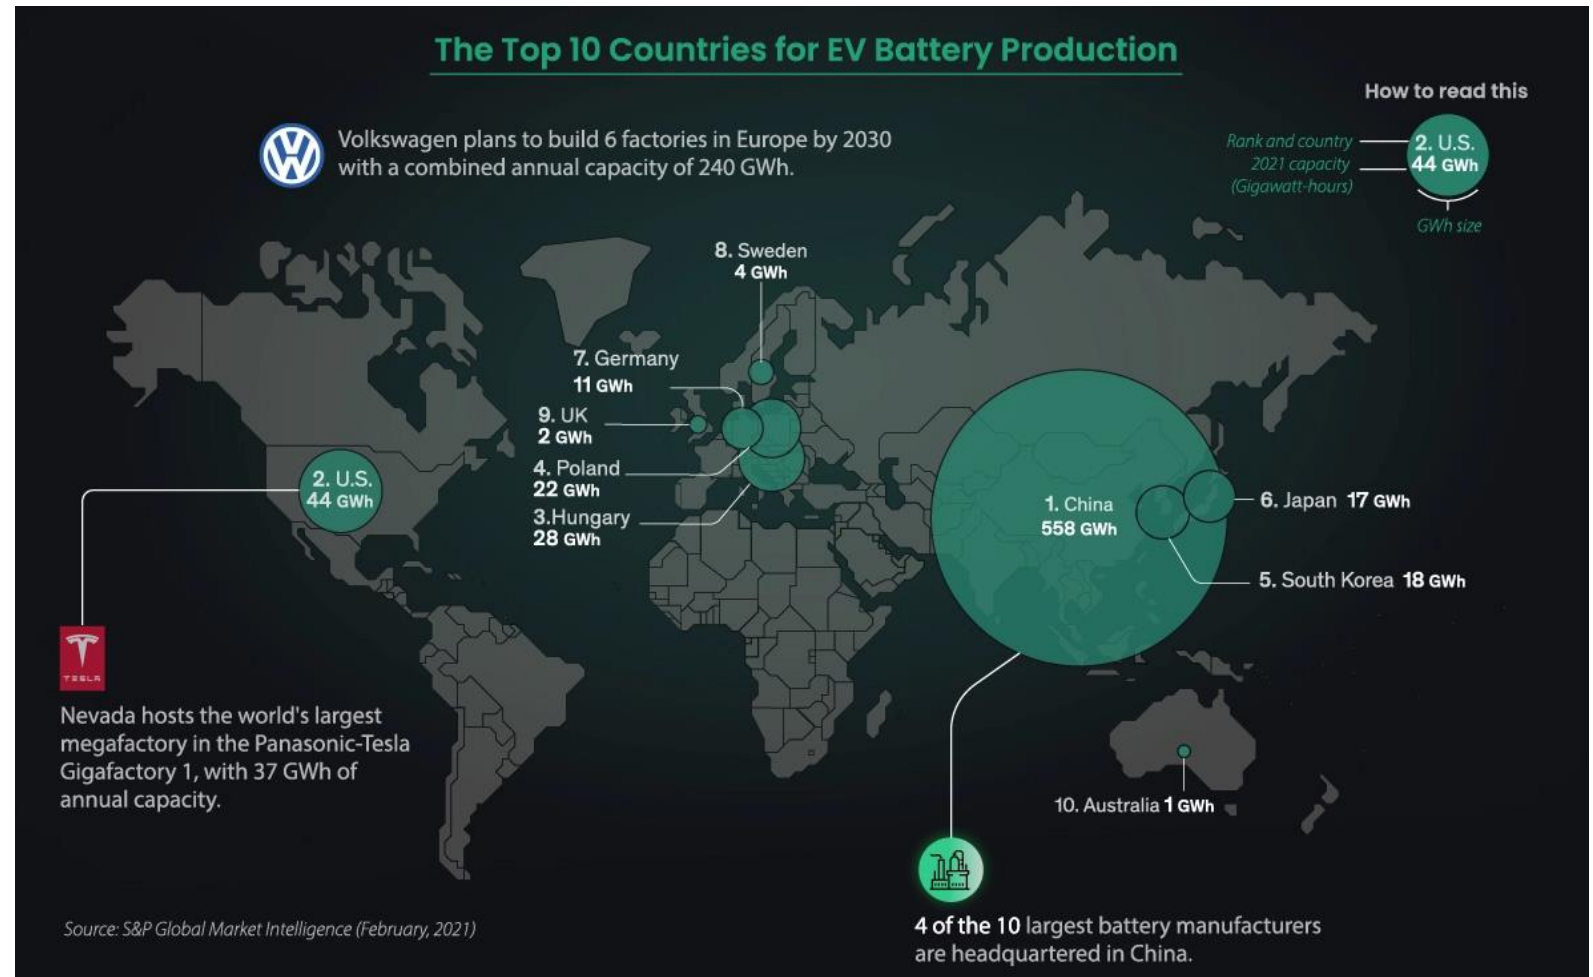 The Top 10 Countries for EV Battery Production
How to read this
Rank and country
2021 capacity
(Gigawatt-hours)
2. U.S.
44 GWh
GWh size
Volkswagen plans to build 6 factories in Europe by 2030
with a combined annual capacity of 240 GWh.
8. Sweden
4 GWh
7. Germany
11 GWh
9. UK
2 GWh
4. Poland
22 GWh
3.Hungary
28 GWh
2. U.S.
44 GWh
1. China
558 GWh
6. Japan 17 GWh
5. South Korea 18 GWh
10. Australia 1 GWh
TESLA
Nevada hosts the world's largest
megafactory in the Panasonic-Tesla
Gigafactory 1, with 37 GWh of
annual capacity.
4 of the 10 largest battery manufacturers
are headquartered in China.
Source: S&P Global Market Intelligence (February, 2021)